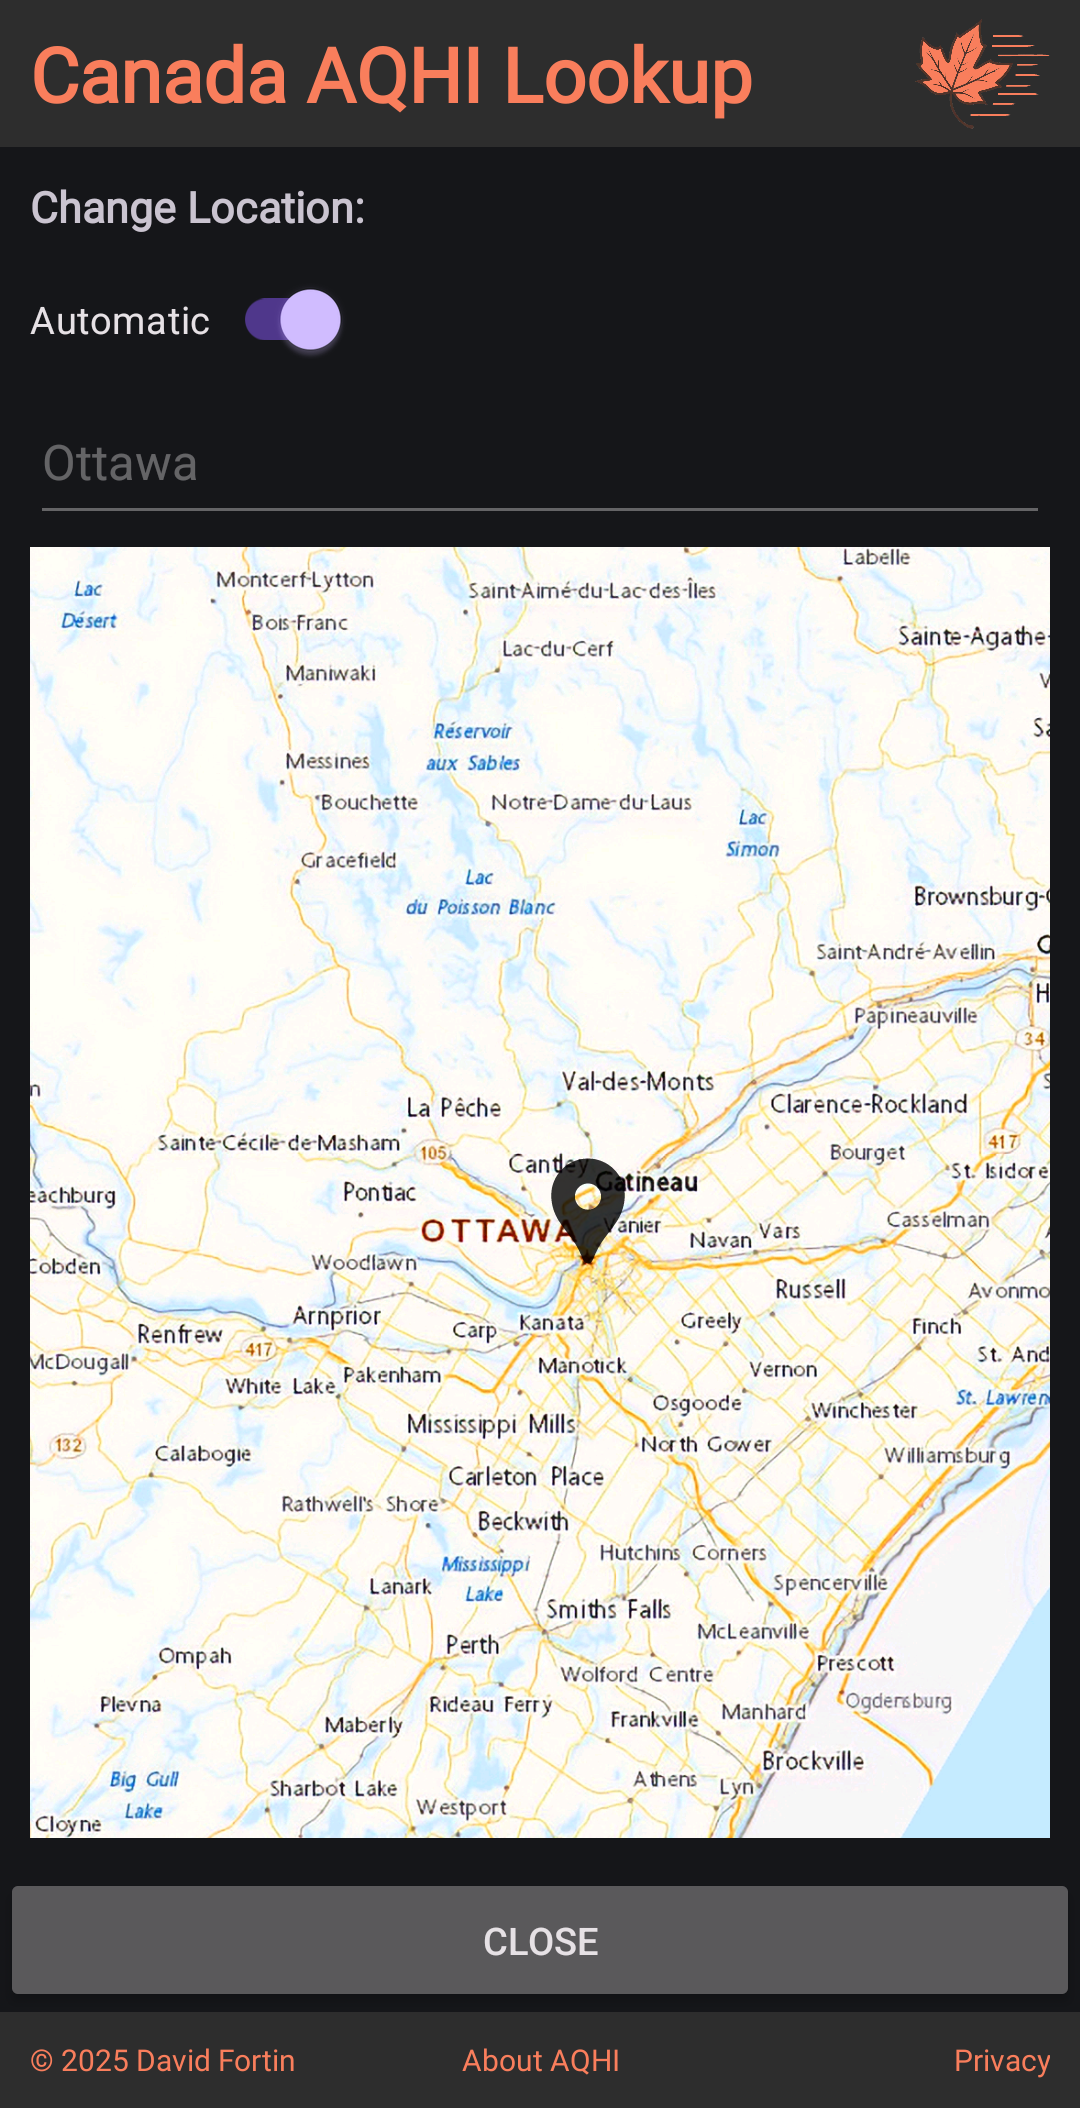 Canada AQHI Lookup
Change Location:
Automatic
Ottawa
Labelle
Montcerf-Lytton
Lac
Désert
Saint-Aimé-du-Lac-des-Îles
Bois-Franc
Sainte-Agathe-
Lac-du-Cerf
Maniwaki
Réservoir
aux Sables
Messines
Bouchette
Notre-Dame-du-Laus
Lac
Simon
Gracefield
Lac
du Poisson Blanc
Brownsburg-
Saint-André-Avellin
Papineauville
34
Val-des-Monts
La Pêche
Clarence-Rockland
Sainte-Cécile-de-Masham
105
417
Bourget
Cantley
St. Isidore
Gatineau
Pontiac
eachburg
OTTAWA
Vanier
Navan
Vars
Casselman
Woodlawn
Cobden
Russell
Avonmo
Arnprior
Kanata
Greely
Finch
Renfrew
Carp
417
McDougall
Manotick
Vernon
St. And
White Lake
Pakenham
Osgoode
Winchester
St. Lawren
Mississippi Mills
132
Calabogie
North Gower
Williamsburg
Carleton Place
Rathwell's Shore
Beckwith
Hutchins Corners
Mississippi
Lake
Lanark
Spencerville
Smiths Falls
McLeanville
Perth
Ompah
Prescott
Wolford Centre
Plevna
Rideau Ferry
Ogdensburg
Maberly
Frankville
Manhard
Brockville
Big Gull
Lake
Sharbot Lake
Athens
Lyn
Westport
Cloyne
CLOSE
© 2025 David Fortin
About AQHI
Privacy